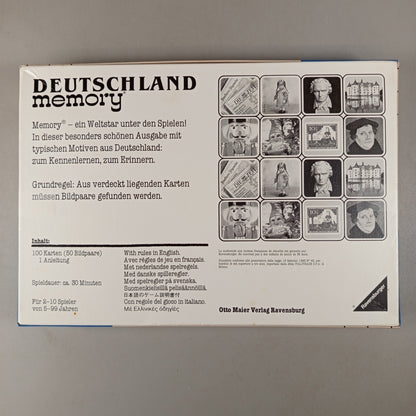 DEUTSCHLAND
memory®
Memory® – ein Weltstar unter den Spielen!
In dieser besonders schönen Ausgabe mit
typischen Motiven aus Deutschland:
zum Kennenlernen, zum Erinnern.
Grundregel: Aus verdeckt liegenden Karten
müssen Bildpaare gefunden werden.
Inhalt:
100 Karten (50 Bildpaare)
1 Anleitung
Spieldauer: ca. 30 Minuten
Für 2-10 Spieler
von 5-99 Jahren
With rules in English.
Avec règles de jeu en français.
Met nederlandse spelregels.
Med danske spilleregler.
Med spelregler på svenska.
Suomenkielisillä pelisäännöillä.
日本語のゲーム説明書付
Con regole del gioco in italiano.
Με Ελληνικές όδηγίες
Otto Maier Verlag Ravensburg
Ravensburger